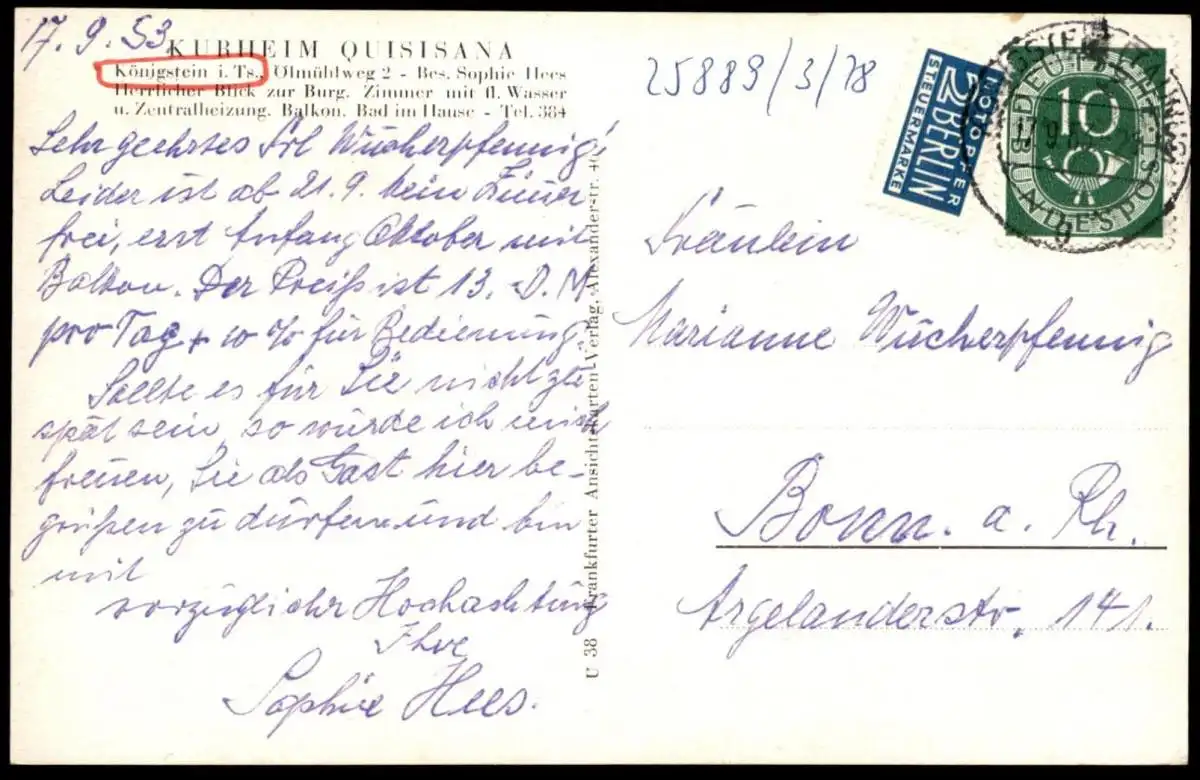 17.9.53
KURHEIM QUISISANA
Königstein i. Ts., Ölmühlweg 2 - Bes. Sophie Hees
Herrlicher Blick zur Burg. Zimmer mit fl. Wasser
u. Zentralheizung. Balkon. Bad im Hause - Tel. 384
Sehr geehrtes Frl Wucherpfennig!
Leider ist ab 21.9. kein Zimmer
frei, erst Anfang Oktober mit
Balkon. Der Preiß ist 13.-D.M
pro Tag + 10 % für Bedienung.
Sollte es für Sie nicht zu
spät sein, so würde ich mich
freuen, Sie als Gast hier be-
grüßen zu dürfen und bin
mit
vorzüglicher Hochachtung
Ihre
Sophie Hees.
U 38 Frankfurter Ansichtskarten-Verlag, Alexanderstr. 40
25889/3/78
NOTOPFER
2 BERLIN
STEUERMARKE
DEUTSCHE
BUNDESPOST
10
Fräulein
Marianne Wucherpfennig
Bonn. a. Rh.
Argelanderstr. 141.